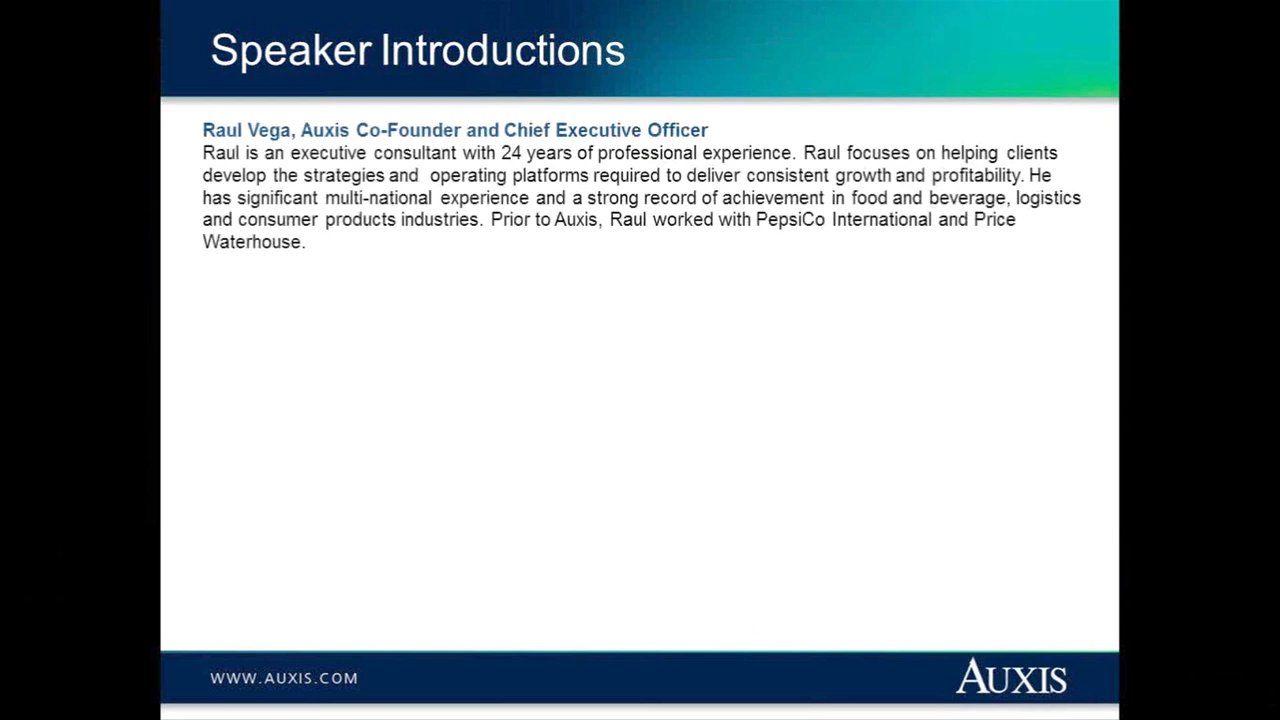 Speaker Introductions
Raul Vega, Auxis Co-Founder and Chief Executive Officer
Raul is an executive consultant with 24 years of professional experience. Raul focuses on helping clients
develop the strategies and operating platforms required to deliver consistent growth and profitability. He
has significant multi-national experience and a strong record of achievement in food and beverage, logistics
and consumer products industries. Prior to Auxis, Raul worked with PepsiCo International and Price
Waterhouse.
WWW.AUXIS.COM
AUXIS